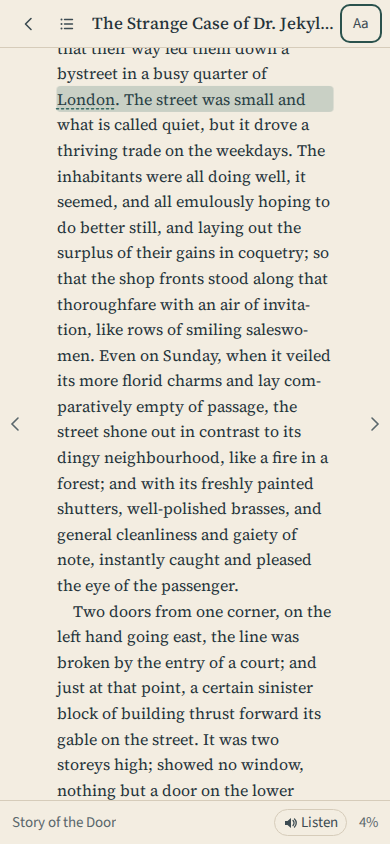 The Strange Case of Dr. Jekyl...
Aa
that their way led them down a
bystreet in a busy quarter of
London. The street was small and
what is called quiet, but it drove a
thriving trade on the weekdays. The
inhabitants were all doing well, it
seemed, and all emulously hoping to
do better still, and laying out the
surplus of their gains in coquetry; so
that the shop fronts stood along that
thoroughfare with an air of invita-
tion, like rows of smiling saleswo-
men. Even on Sunday, when it veiled
its more florid charms and lay com-
paratively empty of passage, the
street shone out in contrast to its
dingy neighbourhood, like a fire in a
forest; and with its freshly painted
shutters, well-polished brasses, and
general cleanliness and gaiety of
note, instantly caught and pleased
the eye of the passenger.
Two doors from one corner, on the
left hand going east, the line was
broken by the entry of a court; and
just at that point, a certain sinister
block of building thrust forward its
gable on the street. It was two
storeys high; showed no window,
nothing but a door on the lower
Story of the Door
Listen
4%